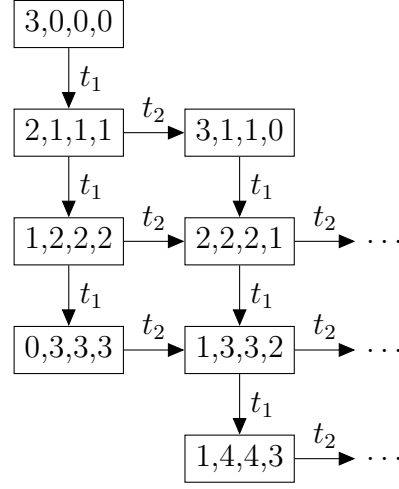 3,0,0,0
t₁
2,1,1,1 t₂ 3,1,1,0
t₁ t₁
1,2,2,2 t₂ 2,2,2,1 t₂ ⋯
t₁ t₁
0,3,3,3 t₂ 1,3,3,2 t₂ ⋯
t₁
1,4,4,3 t₂ ⋯